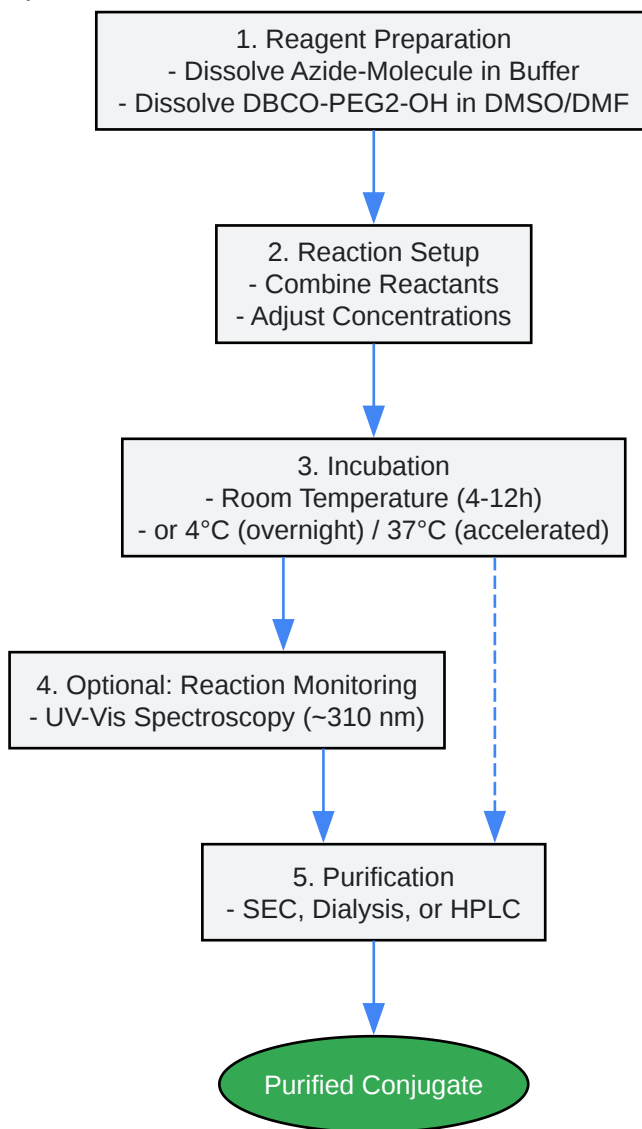 1. Reagent Preparation
- Dissolve Azide-Molecule in Buffer
- Dissolve DBCO-PEG2-OH in DMSO/DMF
2. Reaction Setup
- Combine Reactants
- Adjust Concentrations
3. Incubation
- Room Temperature (4-12h)
- or 4°C (overnight) / 37°C (accelerated)
4. Optional: Reaction Monitoring
- UV-Vis Spectroscopy (~310 nm)
5. Purification
- SEC, Dialysis, or HPLC
Purified Conjugate